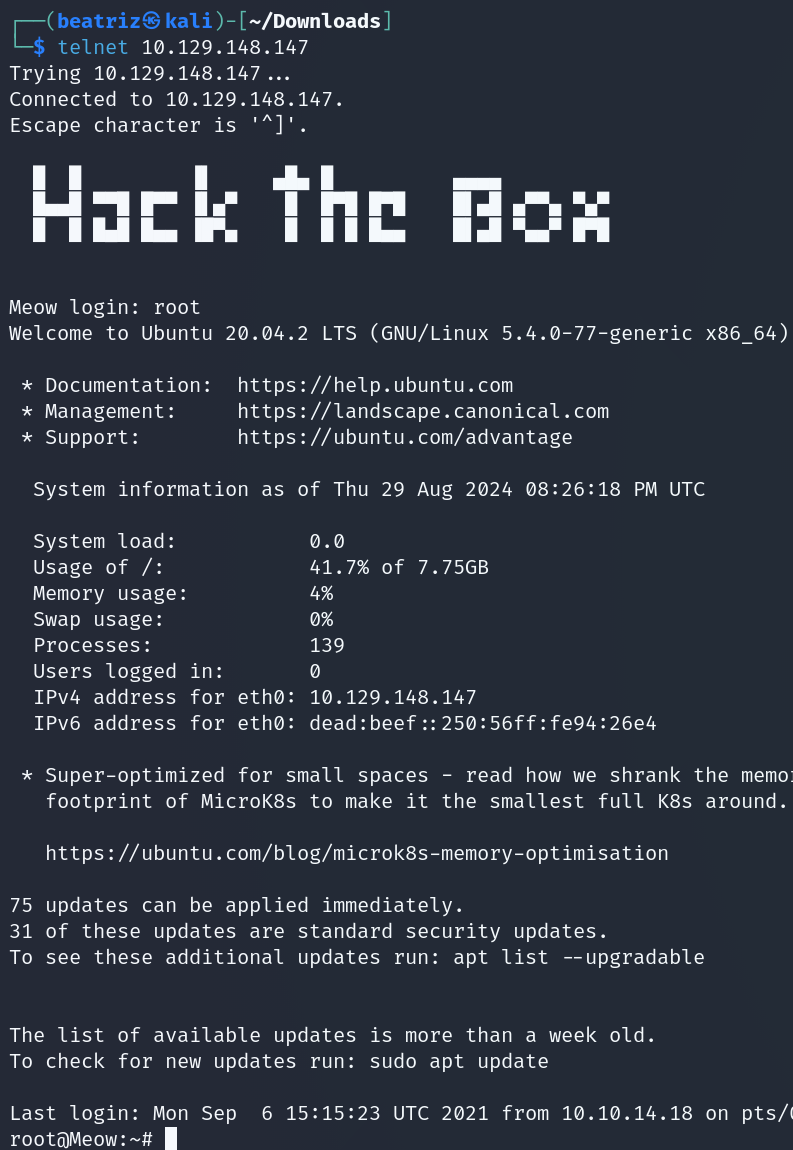 ┌──(beatriz㉿kali)-[~/Downloads]
└─$ telnet 10.129.148.147
Trying 10.129.148.147...
Connected to 10.129.148.147.
Escape character is '^]'.
Hack the Box
Meow login: root
Welcome to Ubuntu 20.04.2 LTS (GNU/Linux 5.4.0-77-generic x86_64)
* Documentation:  https://help.ubuntu.com
* Management:     https://landscape.canonical.com
* Support:        https://ubuntu.com/advantage
System information as of Thu 29 Aug 2024 08:26:18 PM UTC
System load:           0.0
Usage of /:            41.7% of 7.75GB
Memory usage:          4%
Swap usage:            0%
Processes:             139
Users logged in:       0
IPv4 address for eth0: 10.129.148.147
IPv6 address for eth0: dead:beef::250:56ff:fe94:26e4
* Super-optimized for small spaces - read how we shrank the memor
footprint of MicroK8s to make it the smallest full K8s around.
https://ubuntu.com/blog/microk8s-memory-optimisation
75 updates can be applied immediately.
31 of these updates are standard security updates.
To see these additional updates run: apt list --upgradable
The list of available updates is more than a week old.
To check for new updates run: sudo apt update
Last login: Mon Sep  6 15:15:23 UTC 2021 from 10.10.14.18 on pts/0
root@Meow:~#